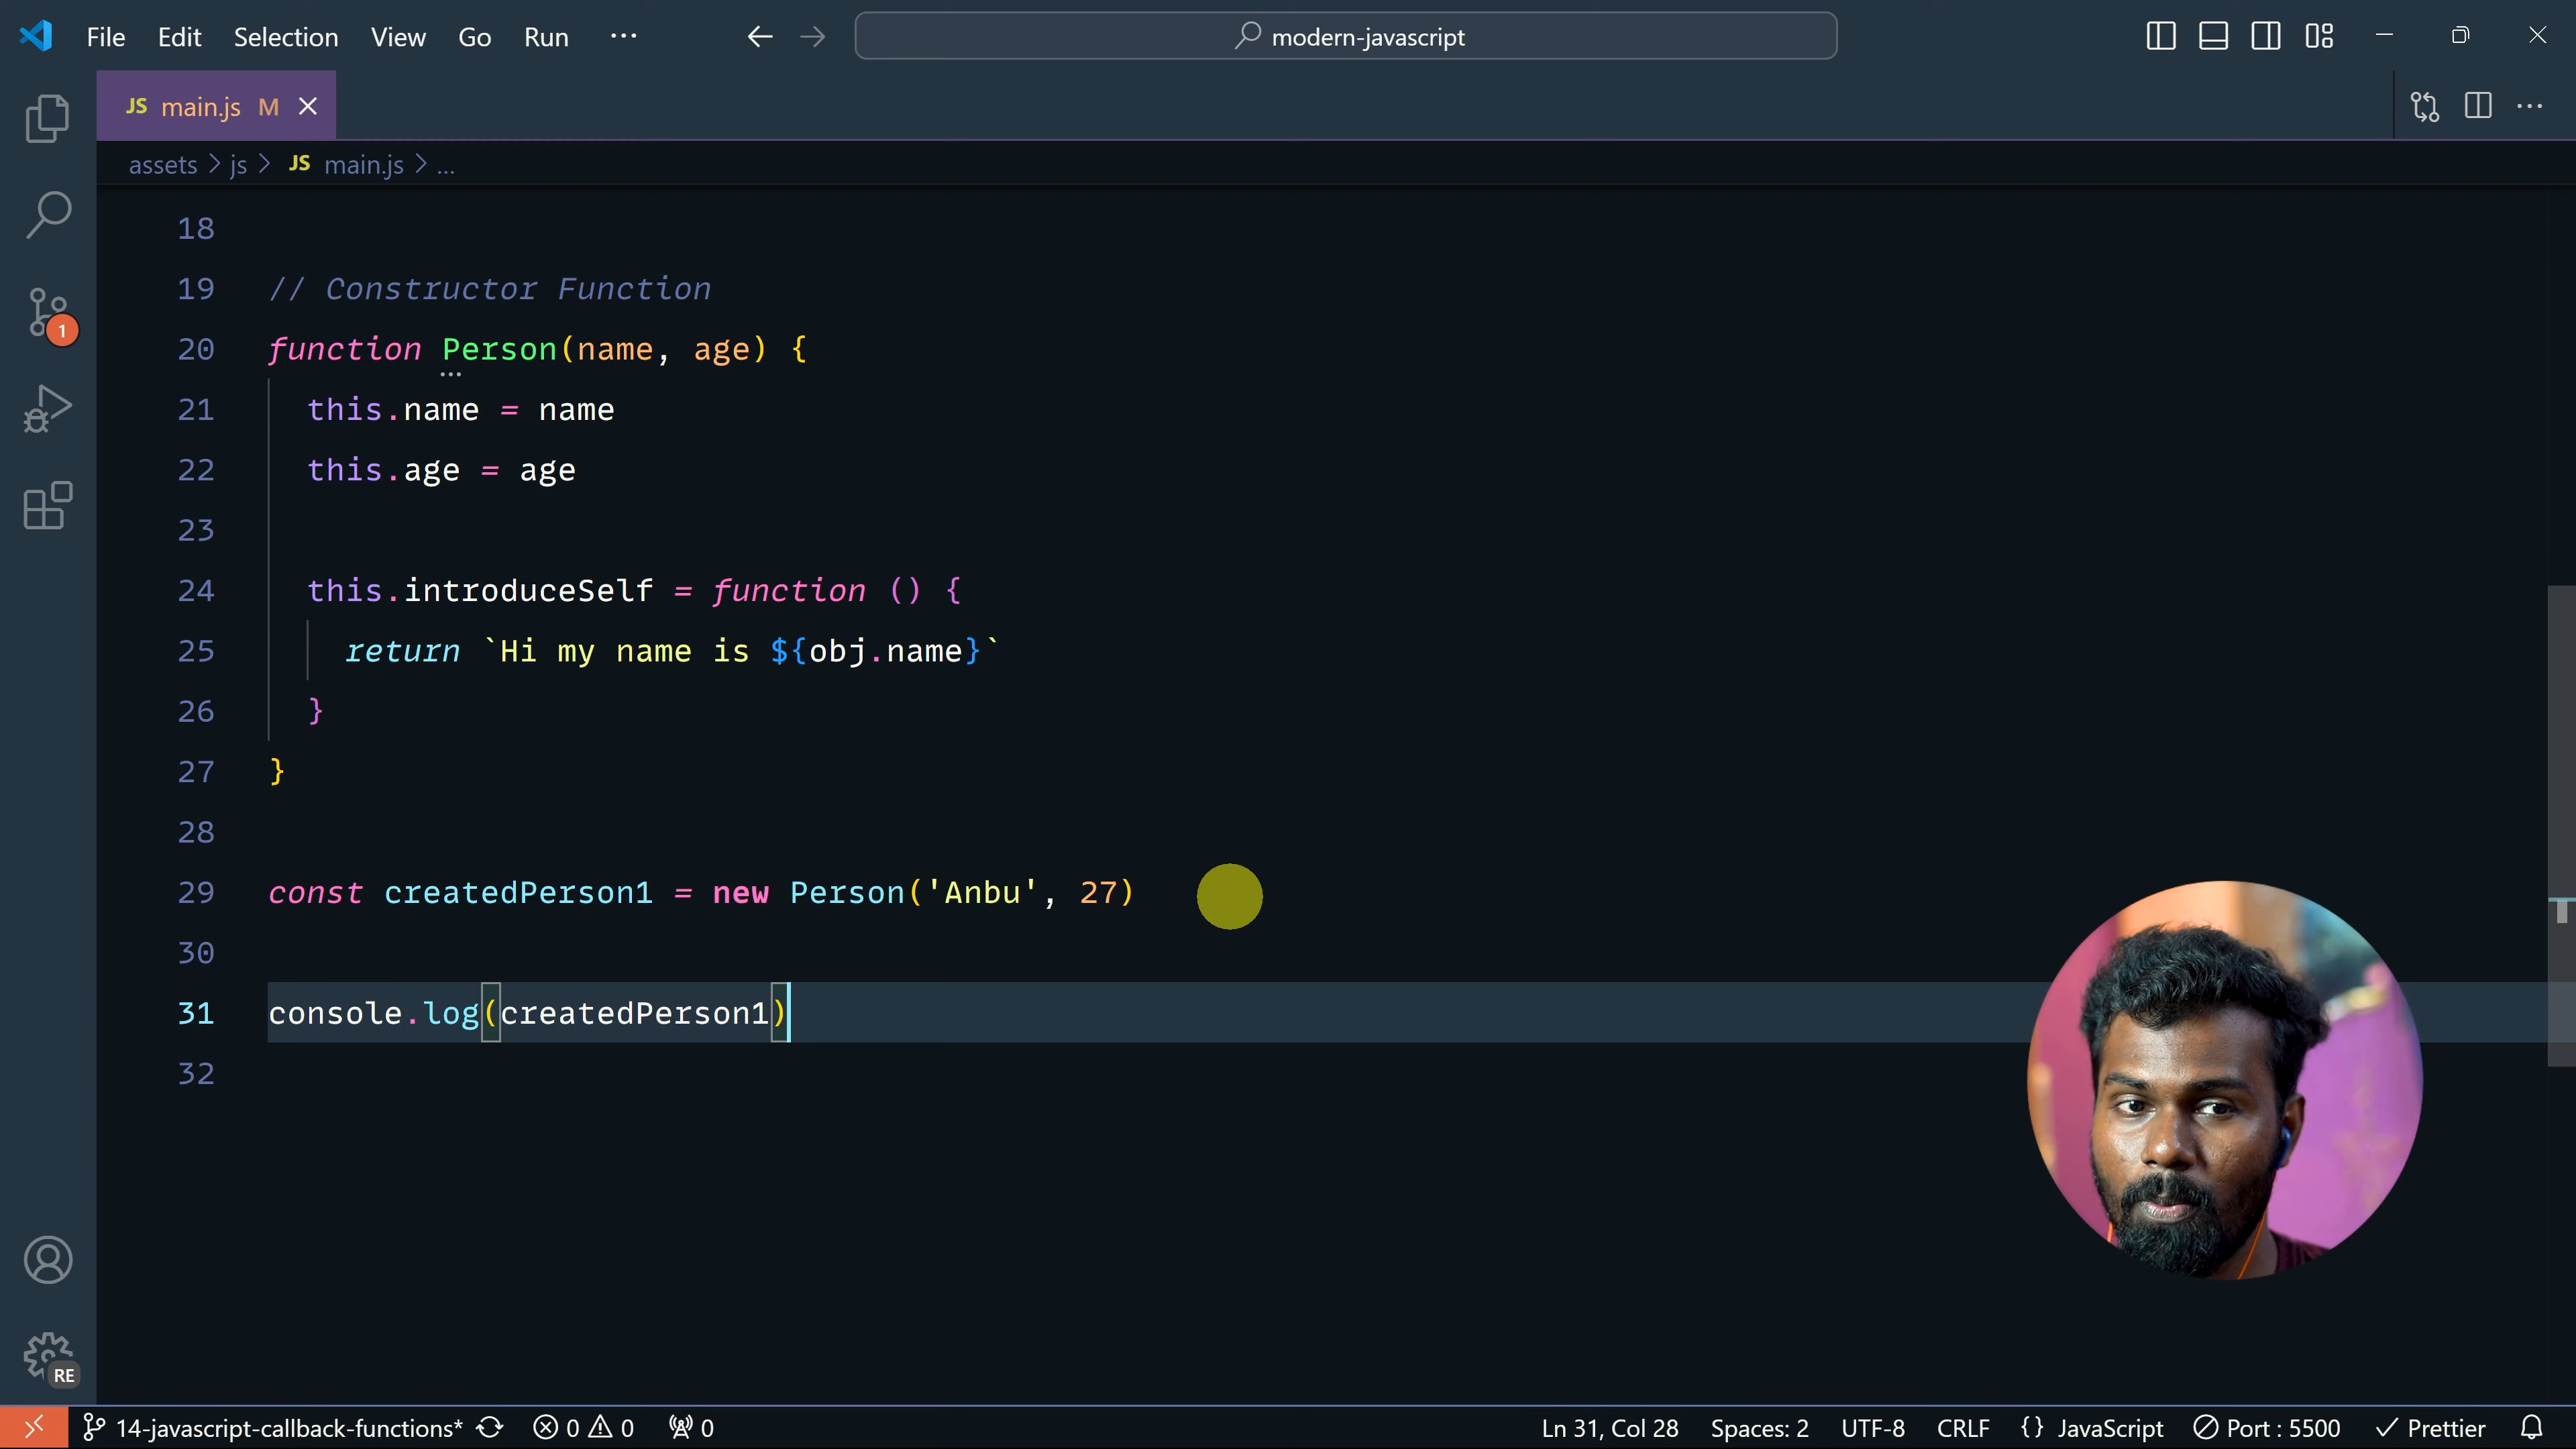 File Edit Selection View Go Run ··· modern-javascript
JS main.js M
assets > js > JS main.js > ...
18
19 // Constructor Function
20 function Person(name, age) {
21 this.name = name
22 this.age = age
23
24 this.introduceSelf = function () {
25 return `Hi my name is ${obj.name}`
26 }
27 }
28
29 const createdPerson1 = new Person('Anbu', 27)
30
31 console.log(createdPerson1)
32
1
RE
14-javascript-callback-functions* 0 0 0 Ln 31, Col 28 Spaces: 2 UTF-8 CRLF {} JavaScript Port : 5500 Prettier